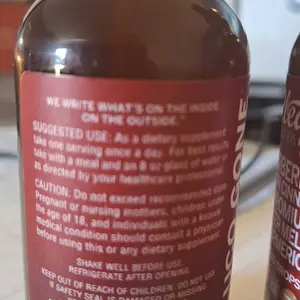 WE WRITE WHAT'S ON THE INSIDE
ON THE OUTSIDE."
SUGGESTED USE: As a dietary supplement
take one serving once a day. For best results
take with a meal and an 8 oz glass of water or
as directed by your healthcare professional.
CAUTION: Do not exceed recommended dose.
Pregnant or nursing mothers, children under
the age of 18, and individuals with a known
medical condition should consult a physician
before using this or any dietary supplement.
SHAKE WELL BEFORE USE.
REFRIGERATE AFTER OPENING
KEEP OUT OF REACH OF CHILDREN. DO NOT USE
IF SAFETY SEAL IS DAMAGED OR MISSING
GONE